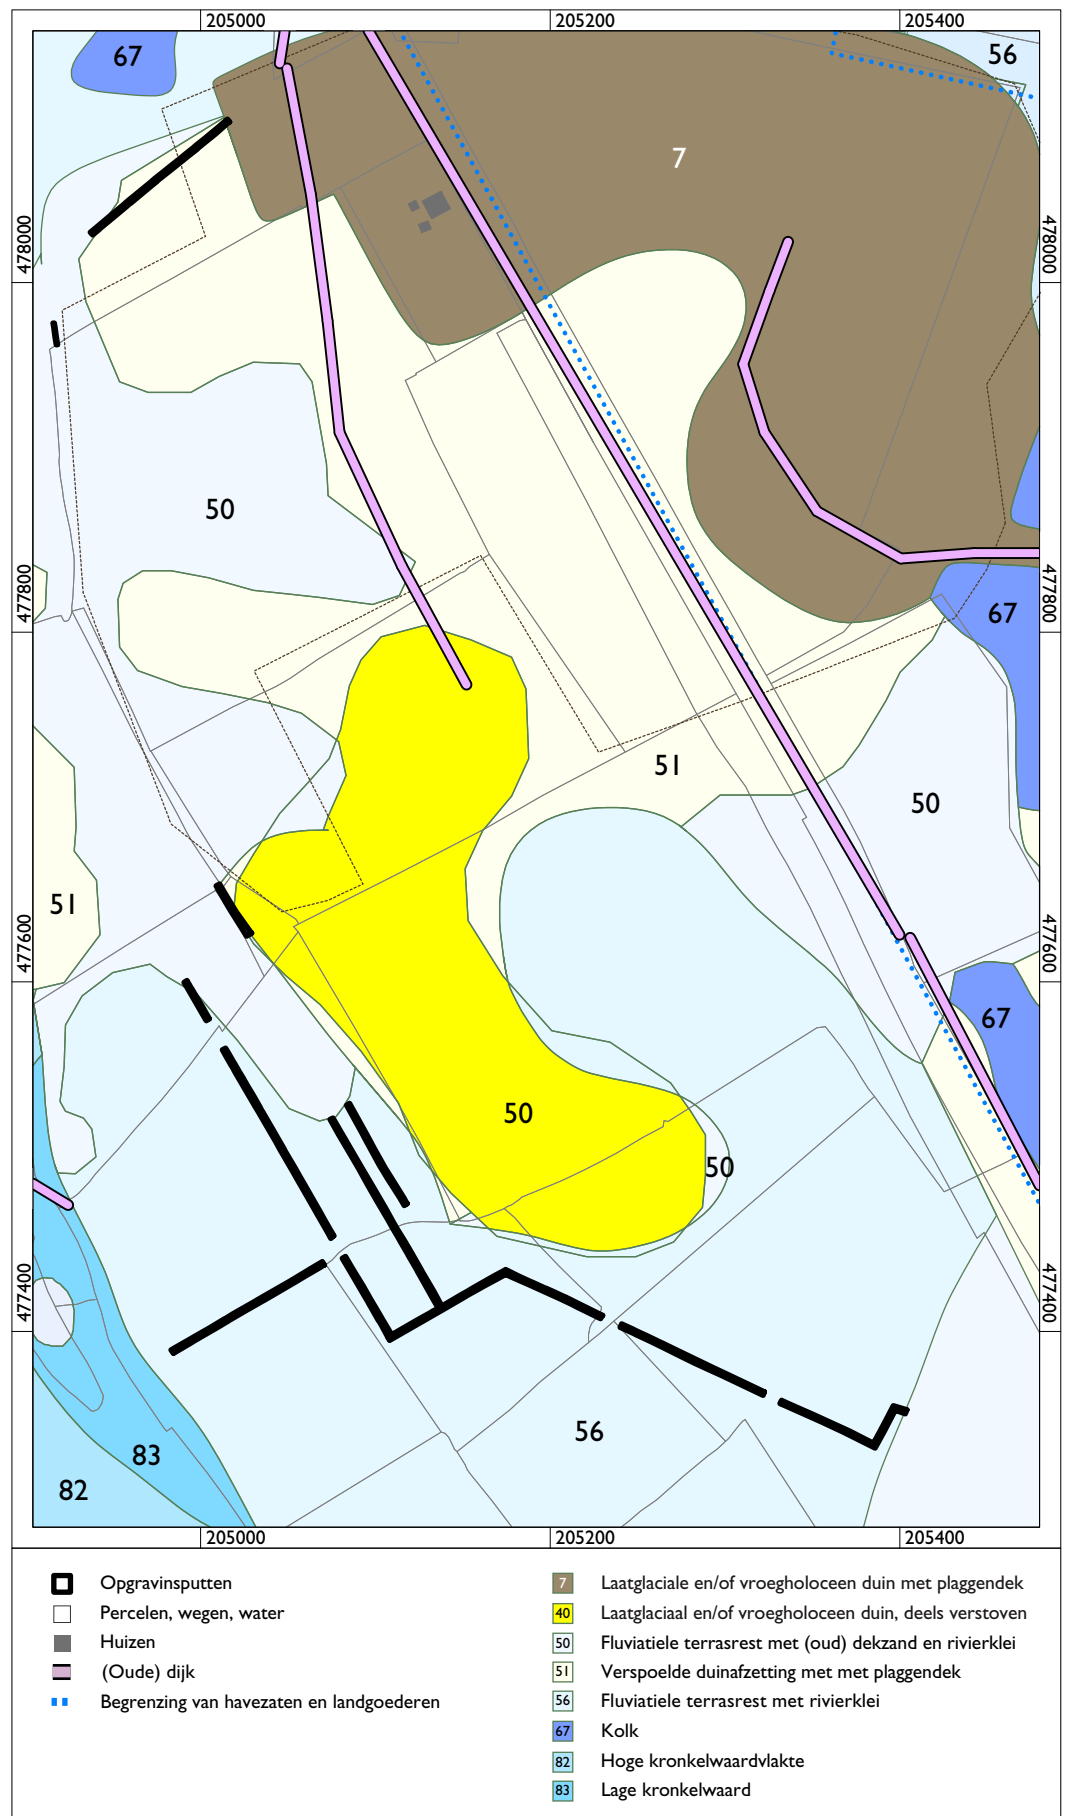 205000
205200
205400
67
56
7
478000
478000
50
477800
477800
67
51
50
51
477600
477600
67
50
50
477400
477400
56
83
82
205000
205200
205400
Opgravinsputten
Percelen, wegen, water
Huizen
(Oude) dijk
Begrenzing van havezaten en landgoederen
7 Laatglaciale en/of vroegholoceen duin met plaggendek
40 Laatglaciaal en/of vroegholoceen duin, deels verstoven
50 Fluviatiele terrasrest met (oud) dekzand en rivierklei
51 Verspoelde duinafzetting met met plaggendek
56 Fluviatiele terrasrest met rivierklei
67 Kolk
82 Hoge kronkelwaardvlakte
83 Lage kronkelwaard